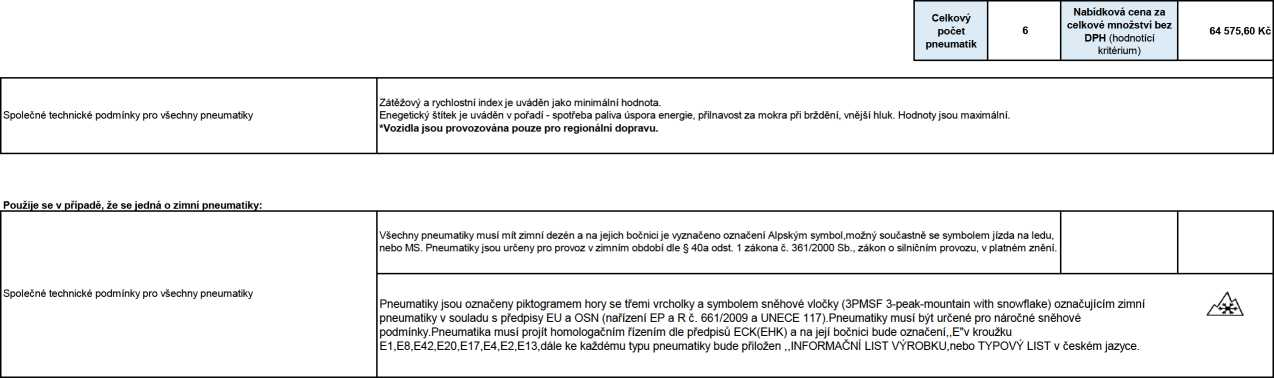 Celkový
počet
pneumatik
6
Nabídková cena za
celkové množství bez
DPH (hodnotící
kritérium)
64 575,60 Kč
Společné technické podmínky pro všechny pneumatiky
Zátěžový a rychlostní index je uváděn jako minimální hodnota.
Enegetický štítek je uváděn v pořadí - spotřeba paliva úspora energie, přilnavost za mokra při brždění, vnější hluk. Hodnoty jsou maximální.
*Vozidla jsou provozována pouze pro regionální dopravu.
Použije se v případě, že se jedná o zimní pneumatiky:
Všechny pneumatiky musí mít zimní dezén a na jejich bočnici je vyznačeno označení Alpským symbol,možný součastně se symbolem jízda na ledu,
nebo MS. Pneumatiky jsou určeny pro provoz v zimním období dle § 40a odst. 1 zákona č. 361/2000 Sb., zákon o silničním provozu, v platném znění.
Společné technické podmínky pro všechny pneumatiky
Pneumatiky jsou označeny piktogramem hory se třemi vrcholky a symbolem sněhové vločky (3PMSF 3-peak-mountain with snowflake) označujícím zimní
pneumatiky v souladu s předpisy EU a OSN (nařízení EP a R č. 661/2009 a UNECE 117).Pneumatiky musí být určené pro náročné sněhové
podmínky.Pneumatika musí projít homologačním řízením dle předpisů ECK(EHK) a na její bočnici bude označení,,E"v kroužku
E1,E8,E42,E20,E17,E4,E2,E13,dále ke každému typu pneumatiky bude přiložen ,,INFORMAČNÍ LIST VÝROBKU,nebo TYPOVÝ LIST v českém jazyce.